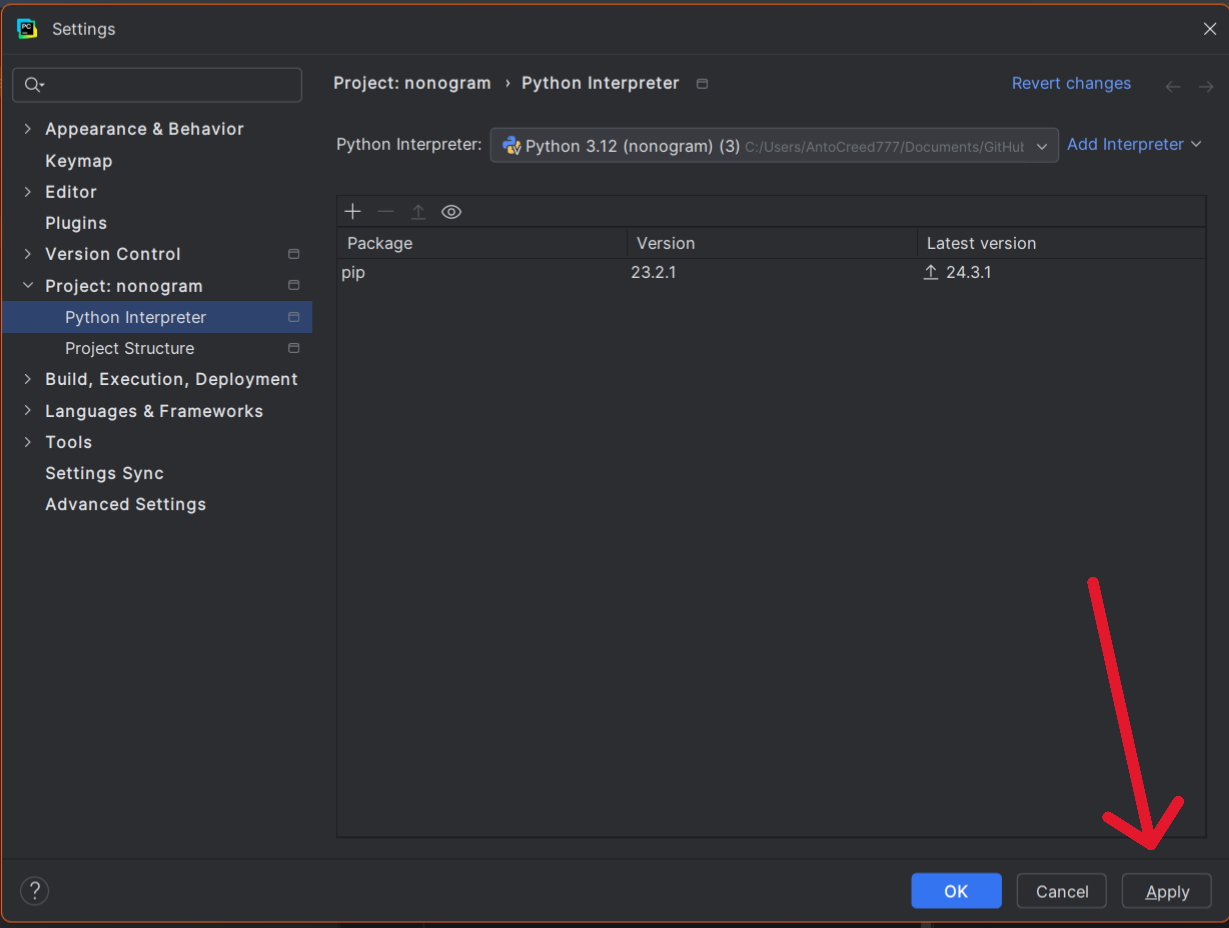 PC
Settings
Project: nonogram › Python Interpreter
Revert changes
Python Interpreter:
Python 3.12 (nonogram) (3) C:/Users/AntoCreed777/Documents/GitHub
Add Interpreter
Appearance & Behavior
Keymap
Editor
Plugins
Version Control
Project: nonogram
Python Interpreter
Project Structure
Build, Execution, Deployment
Languages & Frameworks
Tools
Settings Sync
Advanced Settings
Package Version Latest version
pip 23.2.1 24.3.1
?
OK Cancel Apply